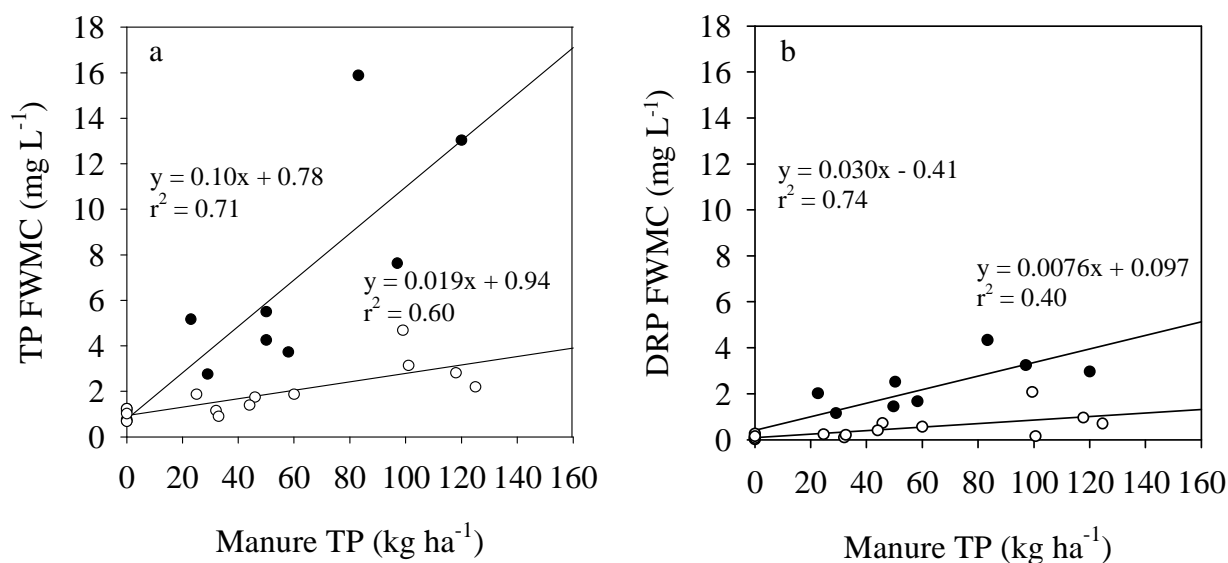 a
TP FWMC (mg L⁻¹)
18
16
14
12
10
8
6
4
2
0
y = 0.10x + 0.78
r² = 0.71
y = 0.019x + 0.94
r² = 0.60
0 20 40 60 80 100 120 140 160
Manure TP (kg ha⁻¹)
b
DRP FWMC (mg L⁻¹)
18
16
14
12
10
8
6
4
2
0
y = 0.030x - 0.41
r² = 0.74
y = 0.0076x + 0.097
r² = 0.40
0 20 40 60 80 100 120 140 160
Manure TP (kg ha⁻¹)